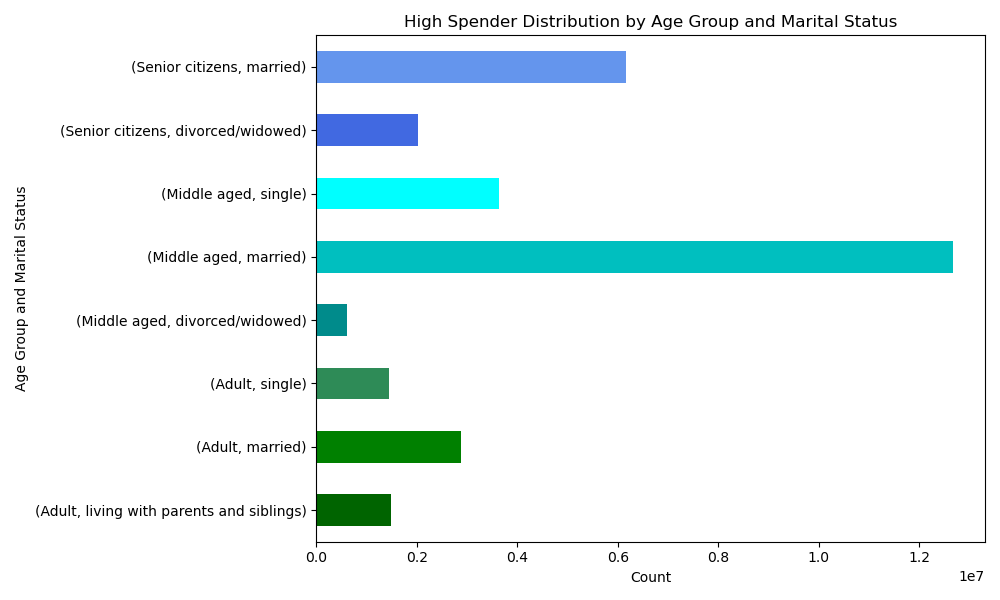 High Spender Distribution by Age Group and Marital Status
Age Group and Marital Status
(Senior citizens, married)
(Senior citizens, divorced/widowed)
(Middle aged, single)
(Middle aged, married)
(Middle aged, divorced/widowed)
(Adult, single)
(Adult, married)
(Adult, living with parents and siblings)
0.0 0.2 0.4 0.6 0.8 1.0 1.2
1e7
Count